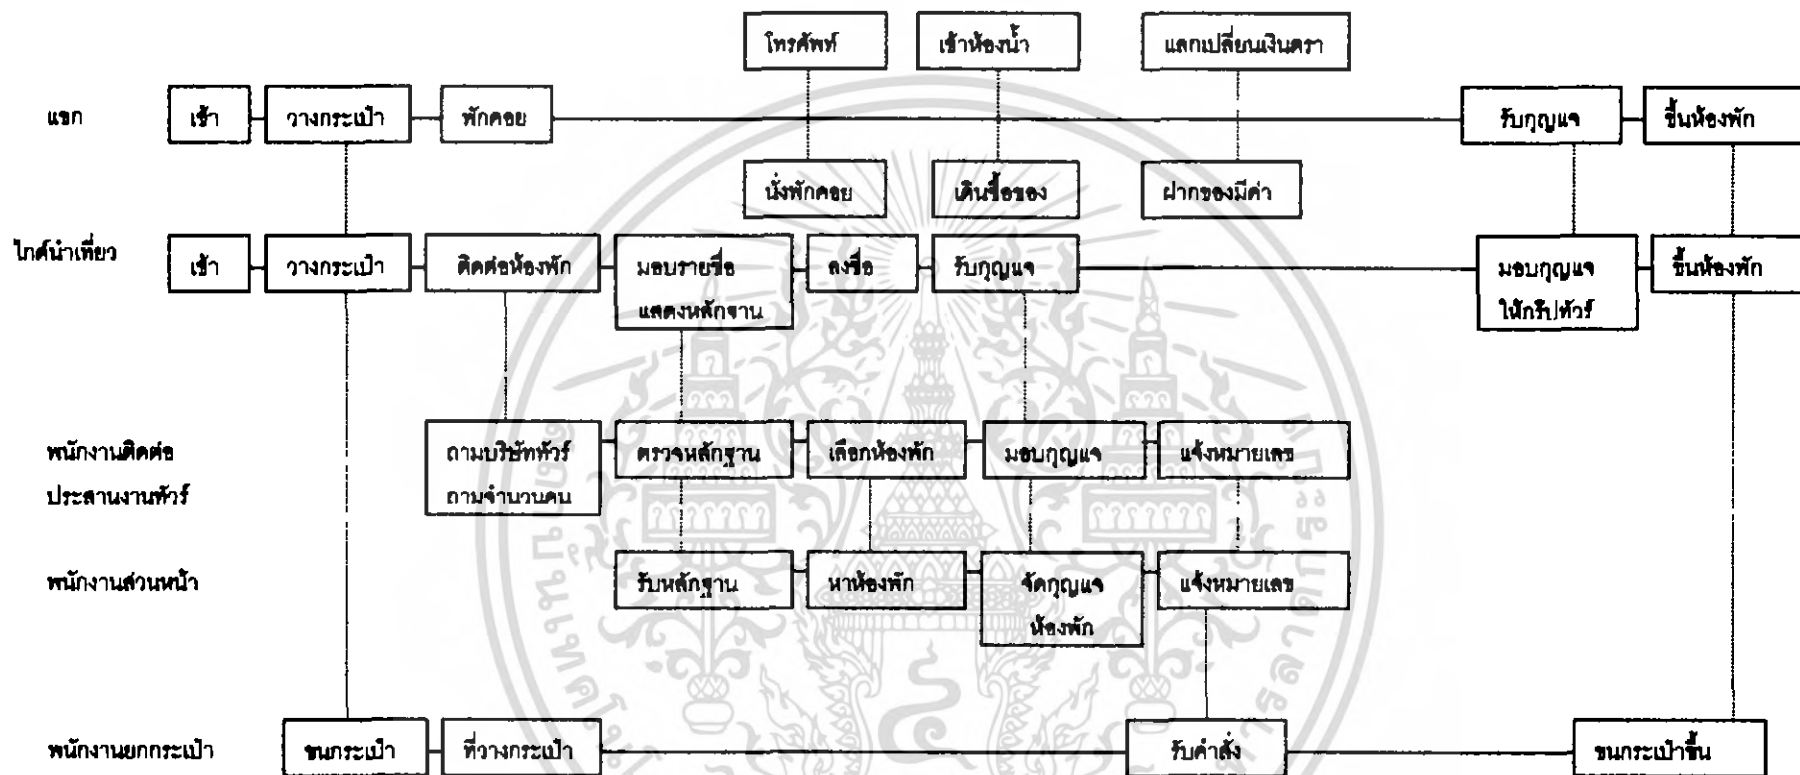 โทรศัพท์ เข้าห้องน้ำ แลกเปลี่ยนเงินตรา
แขก เข้า วางกระเป๋า พักคอย รับกุญแจ ขึ้นห้องพัก
นั่งพักคอย เดินซื้อของ ฝากของมีค่า
ไกด์นำเที่ยว เข้า วางกระเป๋า ติดต่อห้องพัก มอบรายชื่อ ลงชื่อ รับกุญแจ มอบกุญแจ ขึ้นห้องพัก
แสดงหลักฐาน ให้กรุ๊ปทัวร์
พนักงานติดต่อ ถามบริษัททัวร์ ตรวจหลักฐาน เลือกห้องพัก มอบกุญแจ แจ้งหมายเลข
ประสานงานทัวร์ ถามจำนวนคน
พนักงานส่วนหน้า รับหลักฐาน หาห้องพัก จัดกุญแจ แจ้งหมายเลข
ห้องพัก
พนักงานยกกระเป๋า ขนกระเป๋า ที่วางกระเป๋า รับคำสั่ง ขนกระเป๋าขึ้น